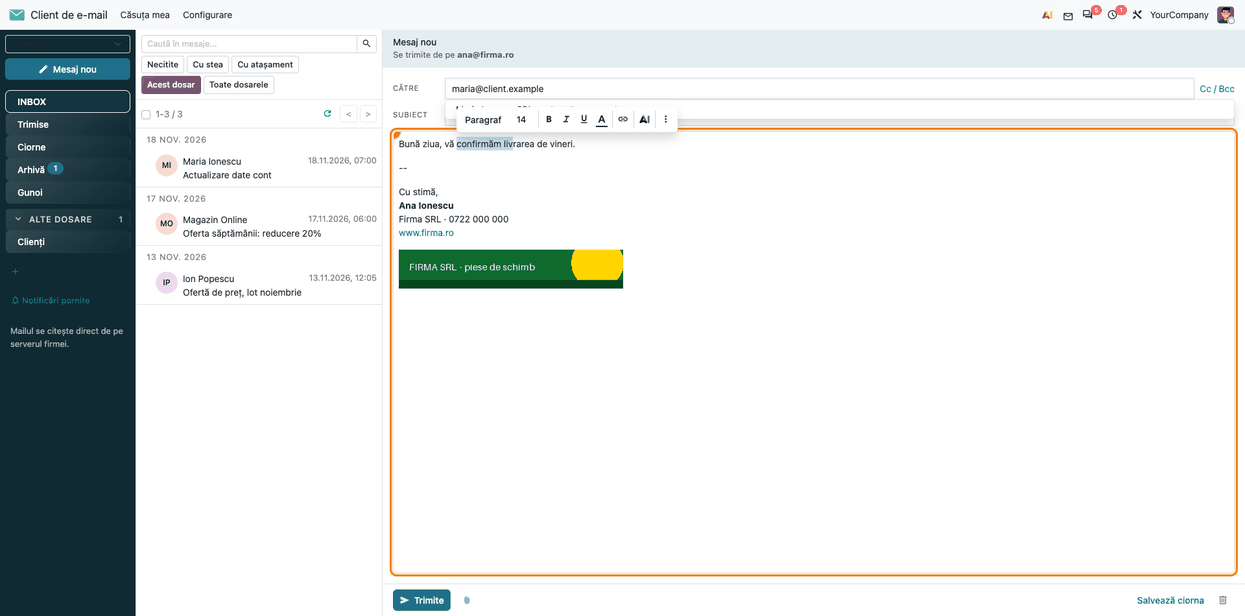 Client de e-mail Căsuța mea Configurare
5 1 YourCompany
Mesaj nou
INBOX
Trimise
Ciorne
Arhivă 1
Gunoi
ALTE DOSARE 1
Clienți
+
Notificări pornite
Mailul se citește direct de pe
serverul firmei.
Caută în mesaje...
Necitite Cu stea Cu atașament
Acest dosar Toate dosarele
1–3 / 3 < >
18 NOV. 2026
MI Maria Ionescu 18.11.2026, 07:00
Actualizare date cont
17 NOV. 2026
MO Magazin Online 17.11.2026, 06:00
Oferta săptămânii: reducere 20%
13 NOV. 2026
IP Ion Popescu 13.11.2026, 12:05
Ofertă de preț, lot noiembrie
Mesaj nou
Se trimite de pe ana@firma.ro
CĂTRE maria@client.example Cc / Bcc
SUBIECT
Paragraf 14 B I U A AI
Bună ziua, vă confirmăm livrarea de vineri.
--
Cu stimă,
Ana Ionescu
Firma SRL · 0722 000 000
www.firma.ro
FIRMA SRL · piese de schimb
Trimite Salvează ciorna